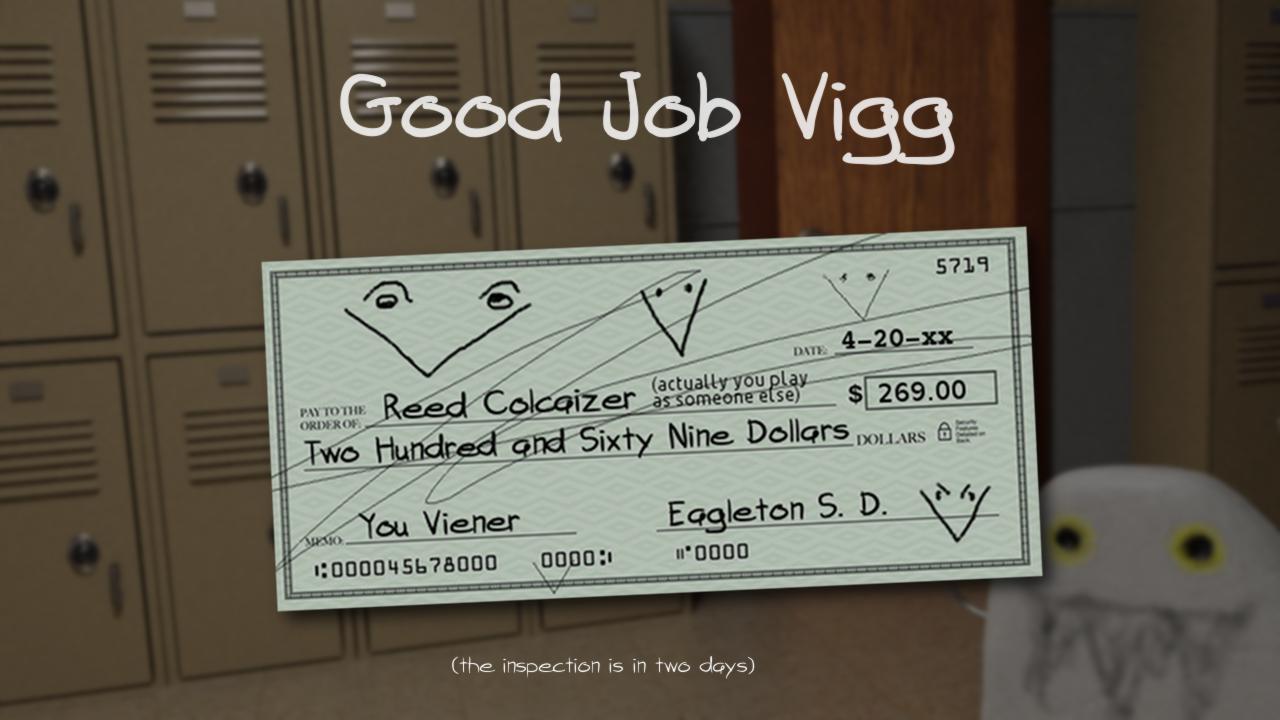 Good Job Vigg
5719
DATE: 4-20-xx
PAY TO THE
ORDER OF: Reed Colcaizer (actually you play
as someone else) $ 269.00
Two Hundred and Sixty Nine Dollars DOLLARS
Security
Features
Detailed on
Back.
MEMO: You Viener Eagleton S. D.
⑆000045678000 0000⑆ ⑈0000
(the inspection is in two days)